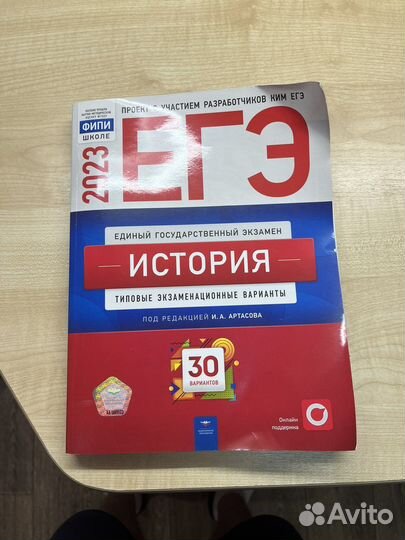 ПРОЕКТ С УЧАСТИЕМ РАЗРАБОТЧИКОВ КИМ ЕГЭ
ФИПИ
ШКОЛЕ
2023
ЕГЭ
ЕДИНЫЙ ГОСУДАРСТВЕННЫЙ ЭКЗАМЕН
ИСТОРИЯ
ТИПОВЫЕ ЭКЗАМЕНАЦИОННЫЕ ВАРИАНТЫ
ПОД РЕДАКЦИЕЙ И.А. АРТАСОВА
30
ВАРИАНТОВ
Онлайн
поддержка
Avito